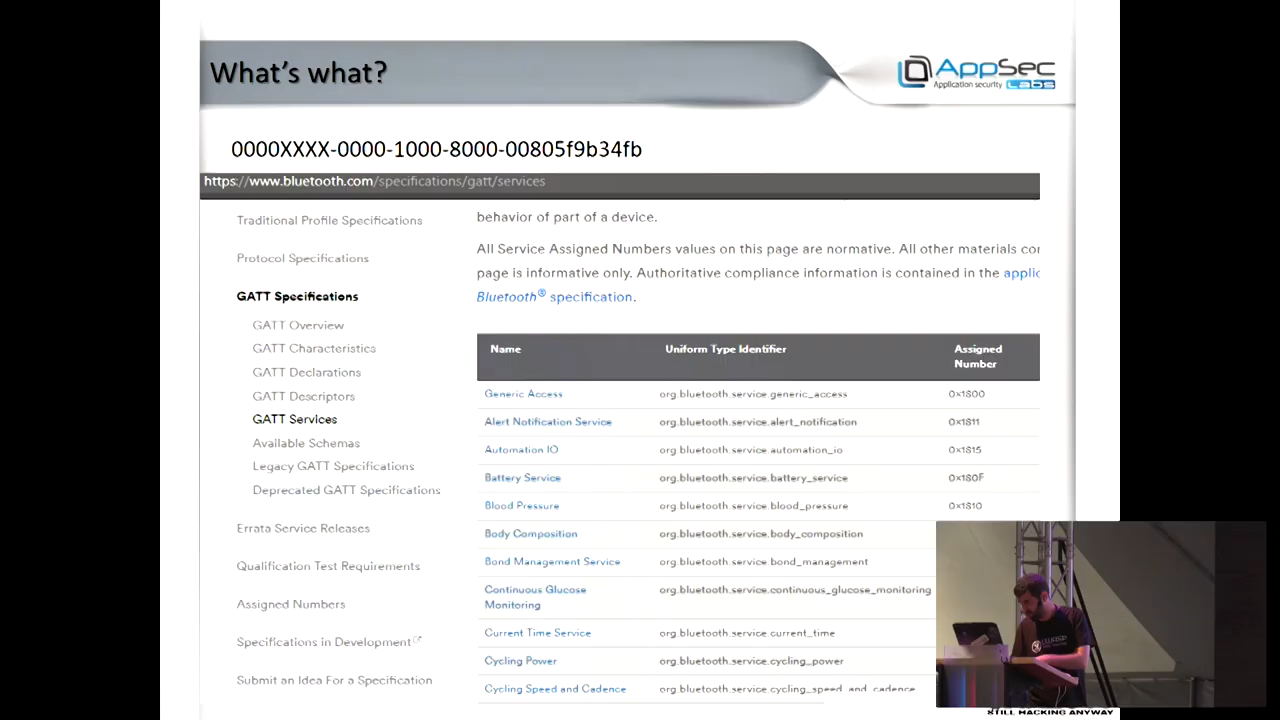 What's what?
AppSec
Application security Labs
0000XXXX-0000-1000-8000-00805f9b34fb
https://www.bluetooth.com/specifications/gatt/services
Traditional Profile Specifications
Protocol Specifications
GATT Specifications
GATT Overview
GATT Characteristics
GATT Declarations
GATT Descriptors
GATT Services
Available Schemas
Legacy GATT Specifications
Deprecated GATT Specifications
Errata Service Releases
Qualification Test Requirements
Assigned Numbers
Specifications in Development
Submit an Idea For a Specification
behavior of part of a device.
All Service Assigned Numbers values on this page are normative. All other materials cor
page is informative only. Authoritative compliance information is contained in the applic
Bluetooth® specification.
Name Uniform Type Identifier Assigned Number
Generic Access org.bluetooth.service.generic_access 0x1800
Alert Notification Service org.bluetooth.service.alert_notification 0x1811
Automation IO org.bluetooth.service.automation_io 0x1815
Battery Service org.bluetooth.service.battery_service 0x180F
Blood Pressure org.bluetooth.service.blood_pressure 0x1810
Body Composition org.bluetooth.service.body_composition
Bond Management Service org.bluetooth.service.bond_management
Continuous Glucose Monitoring org.bluetooth.service.continuous_glucose_monitoring
Current Time Service org.bluetooth.service.current_time
Cycling Power org.bluetooth.service.cycling_power
Cycling Speed and Cadence org.bluetooth.service.cycling_speed_and_cadence
STILL HACKING ANYWAY